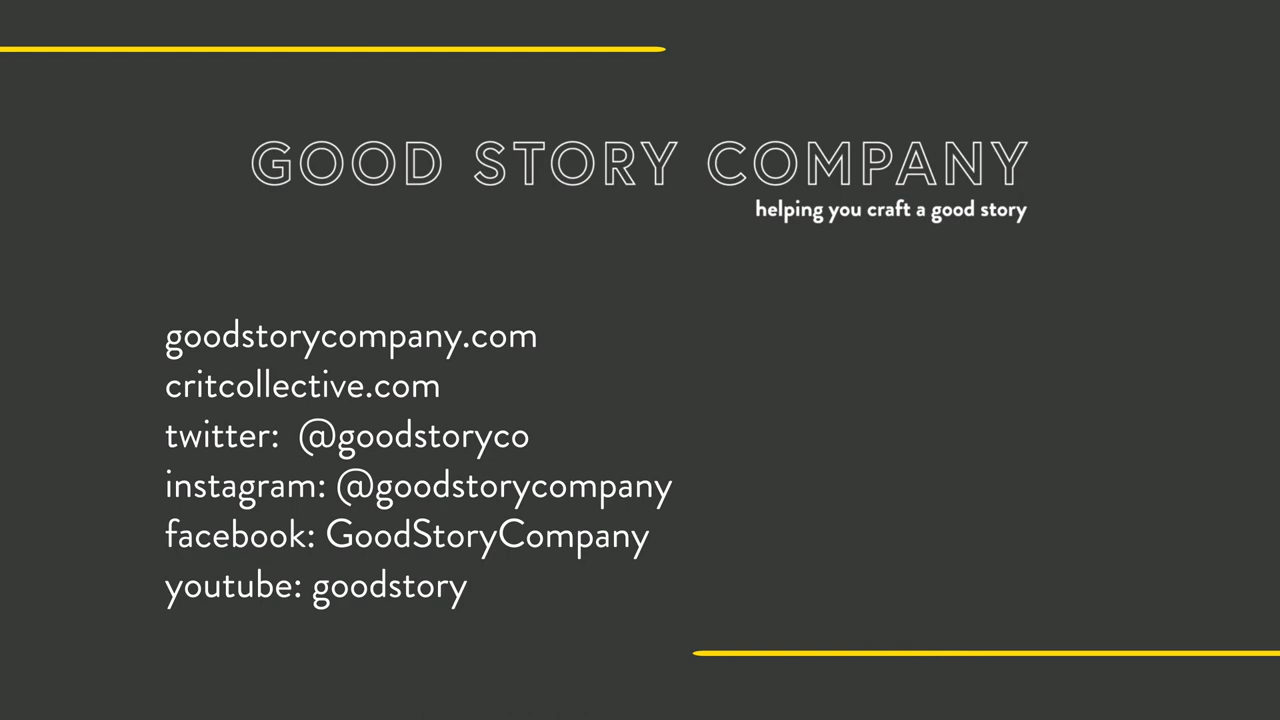 GOOD STORY COMPANY
helping you craft a good story
goodstorycompany.com
critcollective.com
twitter: @goodstoryco
instagram: @goodstorycompany
facebook: GoodStoryCompany
youtube: goodstory